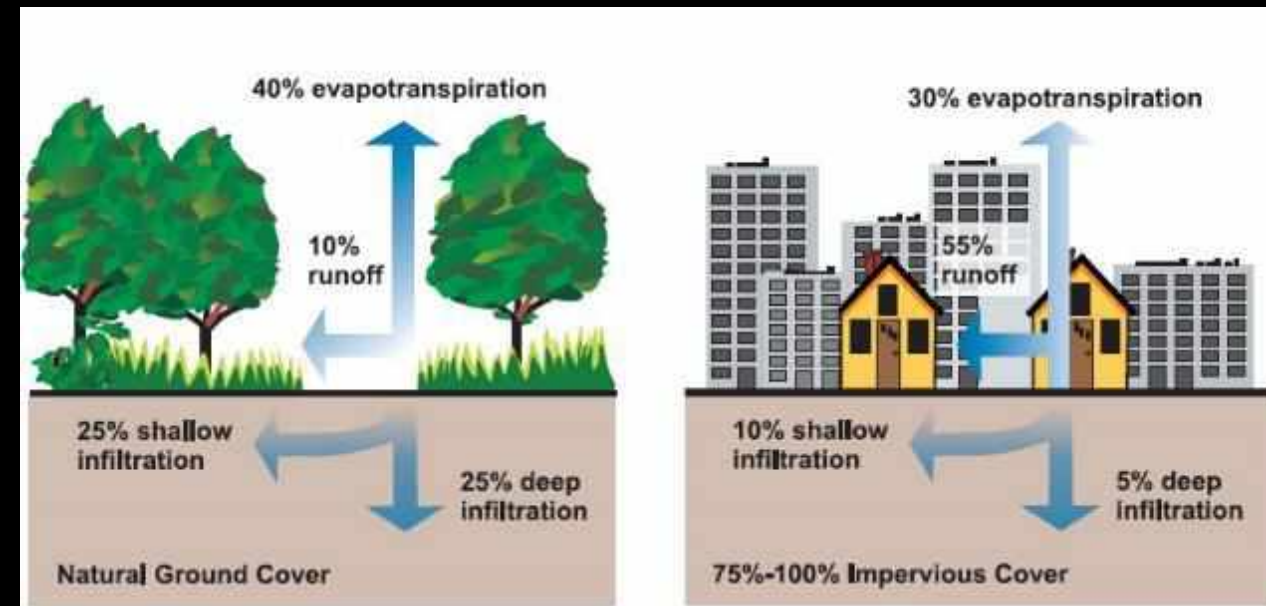 40% evapotranspiration
10%
runoff
25% shallow
infiltration
25% deep
infiltration
Natural Ground Cover
30% evapotranspiration
55%
runoff
10% shallow
infiltration
5% deep
infiltration
75%-100% Impervious Cover